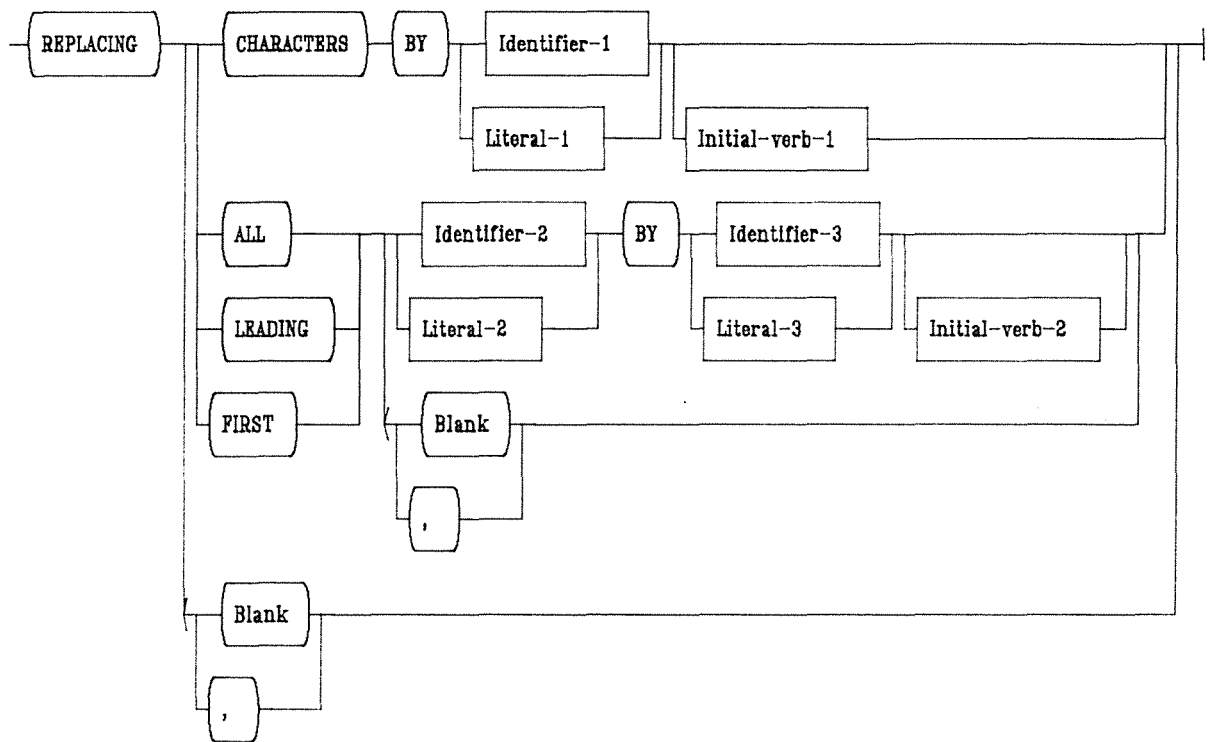 REPLACING CHARACTERS BY Identifier-1
Literal-1 Initial-verb-1
ALL Identifier-2 BY Identifier-3
LEADING Literal-2 Literal-3 Initial-verb-2
FIRST Blank
,
Blank
,